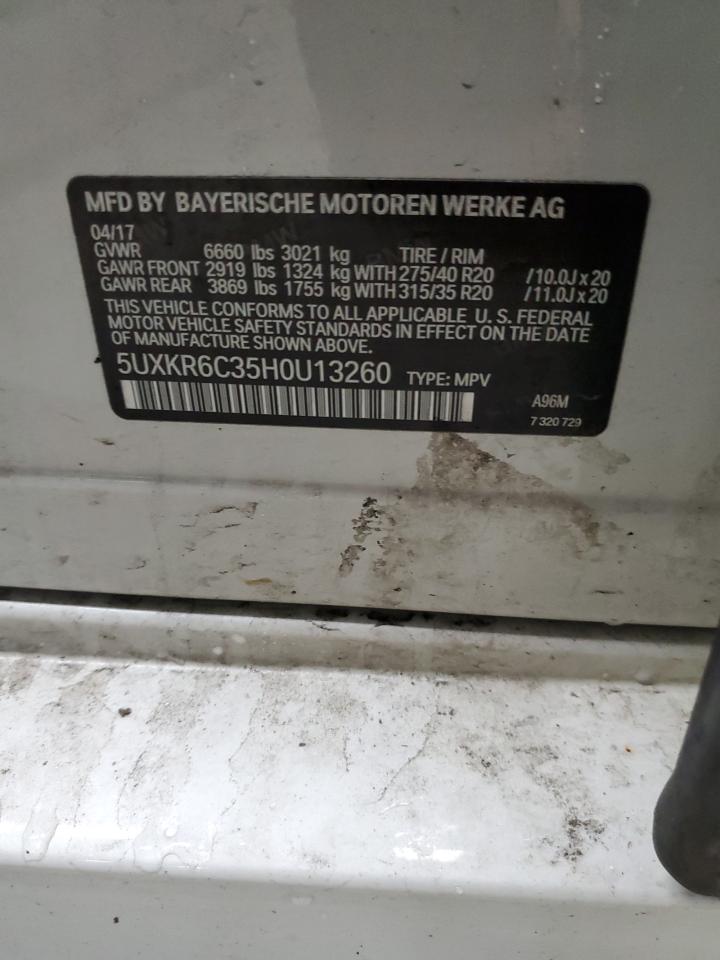 MFD BY BAYERISCHE MOTOREN WERKE AG
04/17
GVWR 6660 lbs 3021 kg TIRE / RIM
GAWR FRONT 2919 lbs 1324 kg WITH 275/40 R20 /10.0J x 20
GAWR REAR 3869 lbs 1755 kg WITH 315/35 R20 /11.0J x 20
THIS VEHICLE CONFORMS TO ALL APPLICABLE U. S. FEDERAL
MOTOR VEHICLE SAFETY STANDARDS IN EFFECT ON THE DATE
OF MANUFACTURE SHOWN ABOVE.
5UXKR6C35H0U13260 TYPE: MPV
A96M
7 320 729